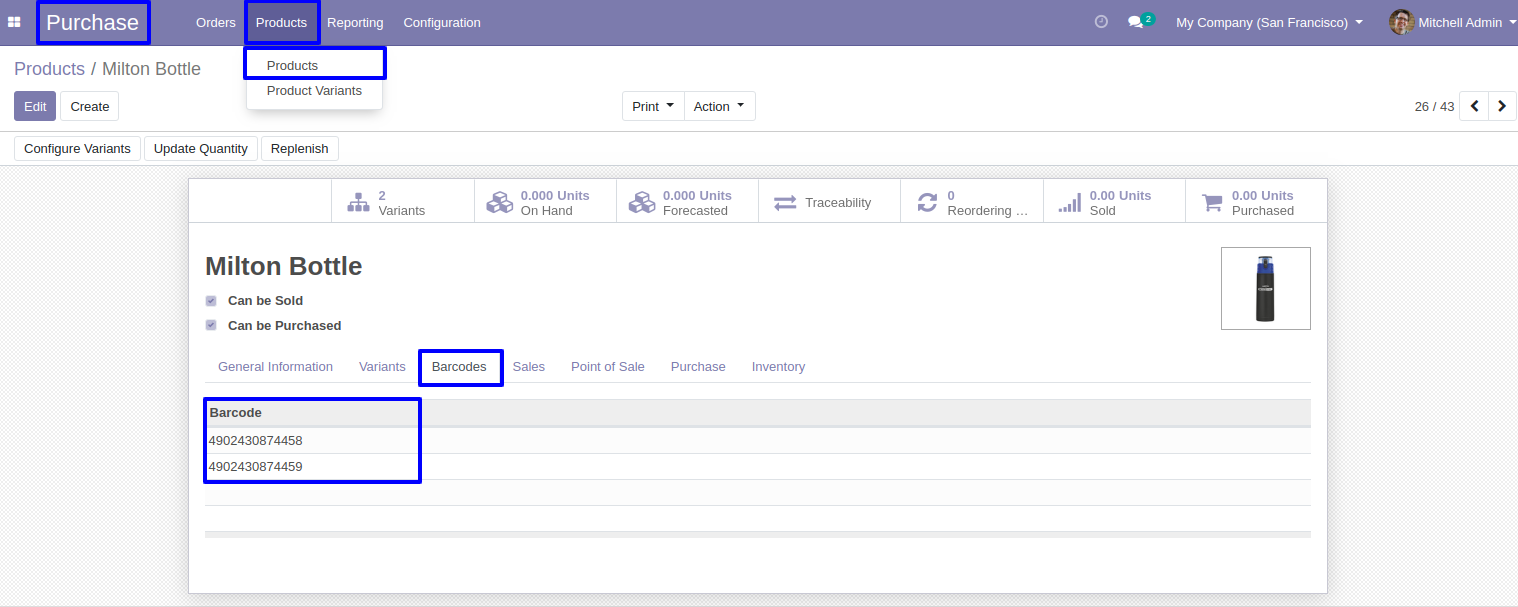 Purchase Orders Products Reporting Configuration 2 My Company (San Francisco) Mitchell Admin
Products
Product Variants
Products / Milton Bottle
Edit Create Print Action 26 / 43
Configure Variants Update Quantity Replenish
2 Variants
0.000 Units On Hand
0.000 Units Forecasted
Traceability
0 Reordering ...
0.00 Units Sold
0.00 Units Purchased
Milton Bottle
Can be Sold
Can be Purchased
General Information Variants Barcodes Sales Point of Sale Purchase Inventory
Barcode
4902430874458
4902430874459